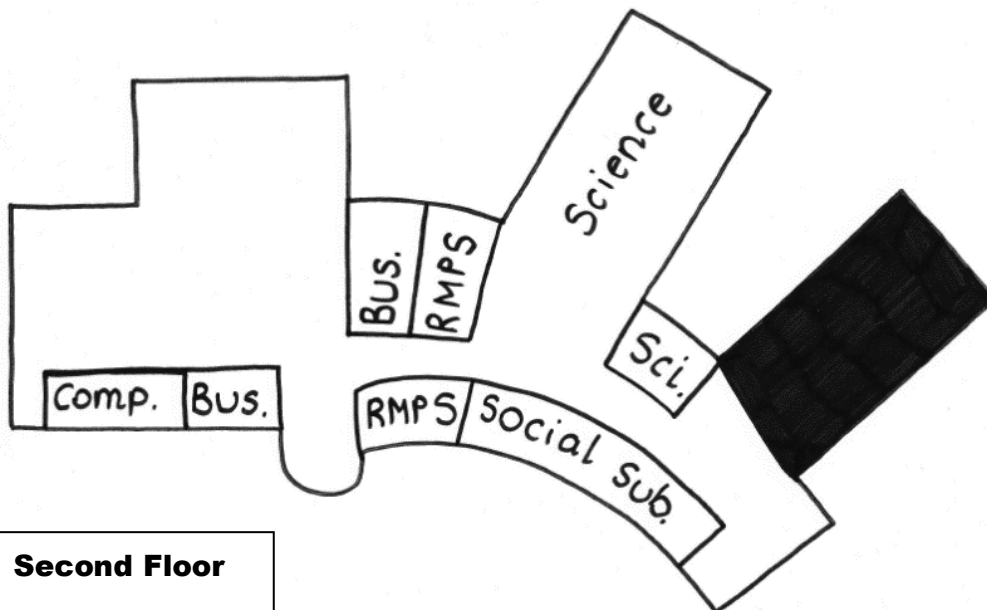 Science
Bus.
RMPS
Sci.
Comp.
Bus.
RMPS
Social sub.
Second Floor